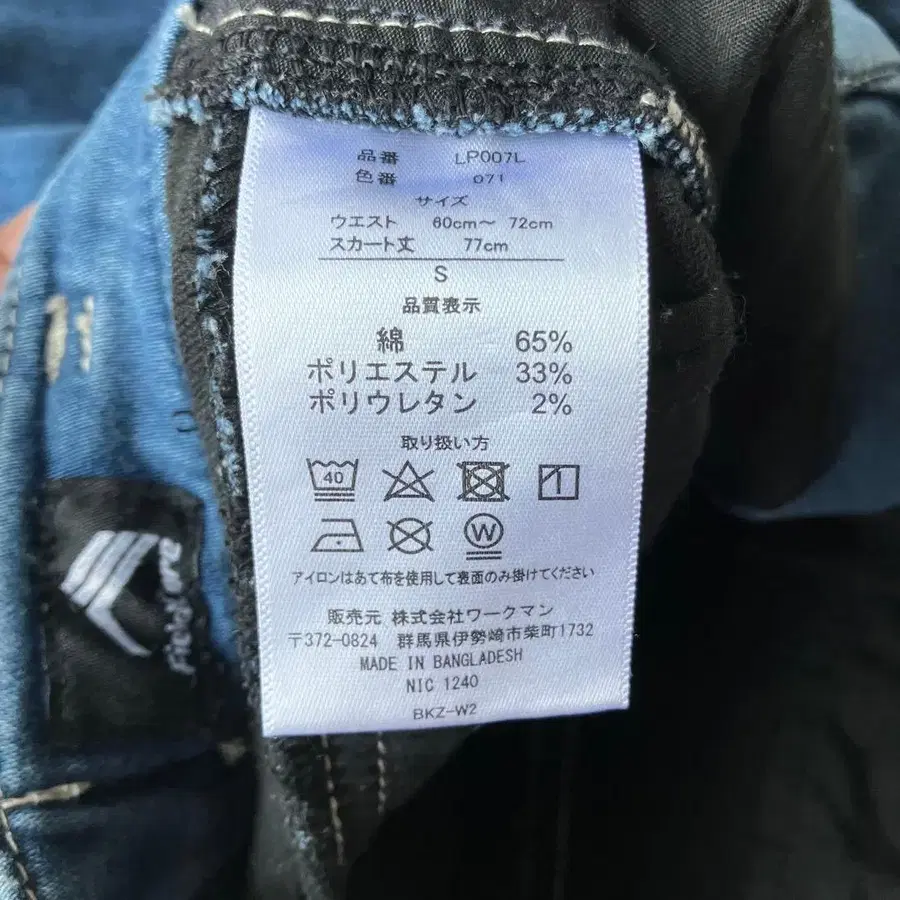 品番 LP007L
色番 071
サイズ
ウエスト 60cm～ 72cm
スカート丈 77cm
S
品質表示
綿 65%
ポリエステル 33%
ポリウレタン 2%
取り扱い方
40
W
アイロンはあて布を使用して表面のみ掛けてください
販売元 株式会社ワークマン
〒372-0824 群馬県伊勢崎市柴町1732
MADE IN BANGLADESH
NIC 1240
BKZ-W2
Field Core